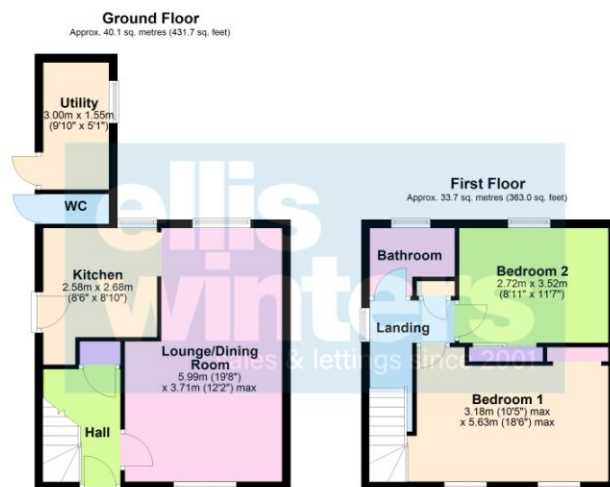 Ground Floor
Approx. 40.1 sq. metres (431.7 sq. feet)
Utility
3.00m x 1.55m
(9'10" x 5'1")
WC
Kitchen
2.58m x 2.68m
(8'6" x 8'10")
Lounge/Dining
Room
5.99m (19'8")
x 3.71m (12'2") max
Hall
First Floor
Approx. 33.7 sq. metres (363.0 sq. feet)
Bathroom
Bedroom 2
2.72m x 3.52m
(8'11" x 11'7")
Landing
Bedroom 1
3.18m (10'5") max
x 5.63m (18'6") max
ellis
winters
sales & lettings since 2001